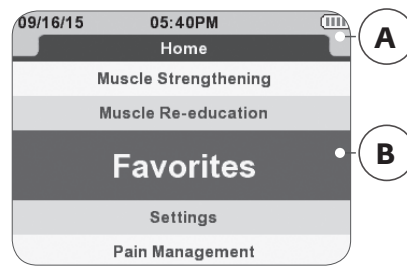 09/16/15 05:40PM
Home
A
Muscle Strengthening
Muscle Re-education
Favorites
B
Settings
Pain Management